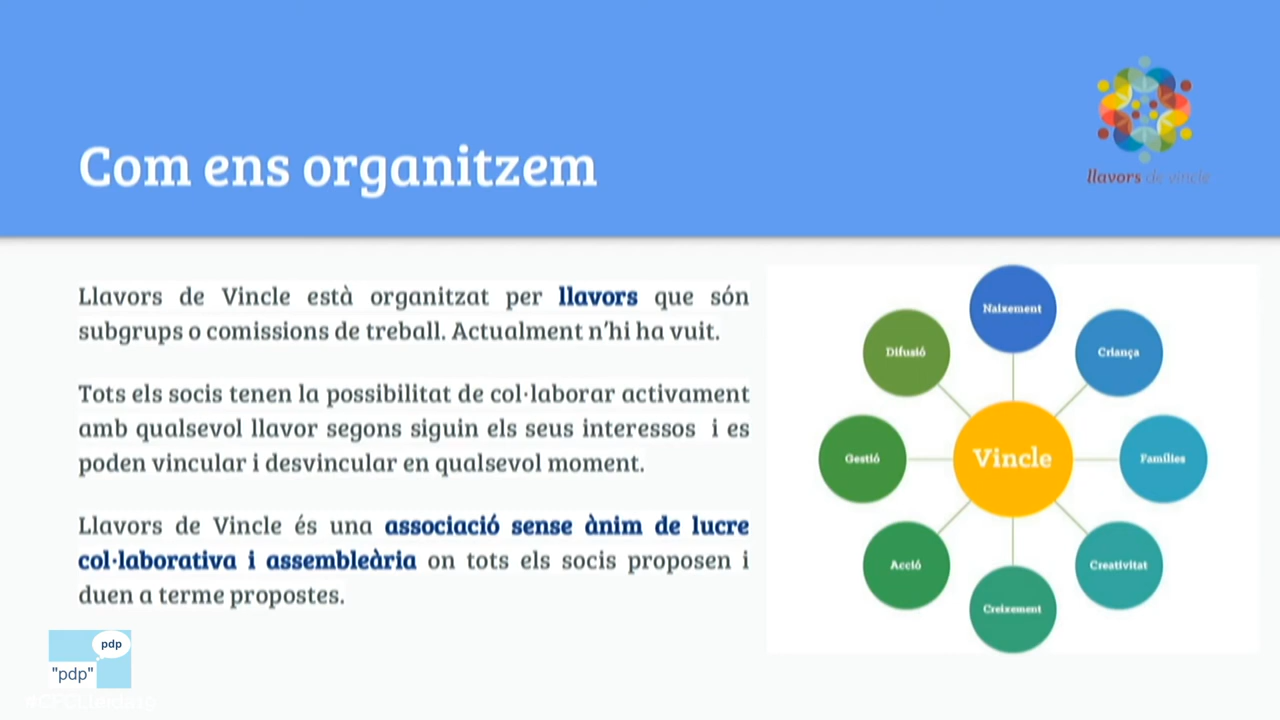 Com ens organitzem
llavors de vincle
Llavors de Vincle està organitzat per llavors que són
subgrups o comissions de treball. Actualment n'hi ha vuit.
Tots els socis tenen la possibilitat de col·laborar activament
amb qualsevol llavor segons siguin els seus interessos i es
poden vincular i desvincular en qualsevol moment.
Llavors de Vincle és una associació sense ànim de lucre
col·laborativa i assembleària on tots els socis proposen i
duen a terme propostes.
Naixement
Difusió
Criança
Gestió
Vincle
Famílies
Acció
Creativitat
Creixement
pdp
"pdp"